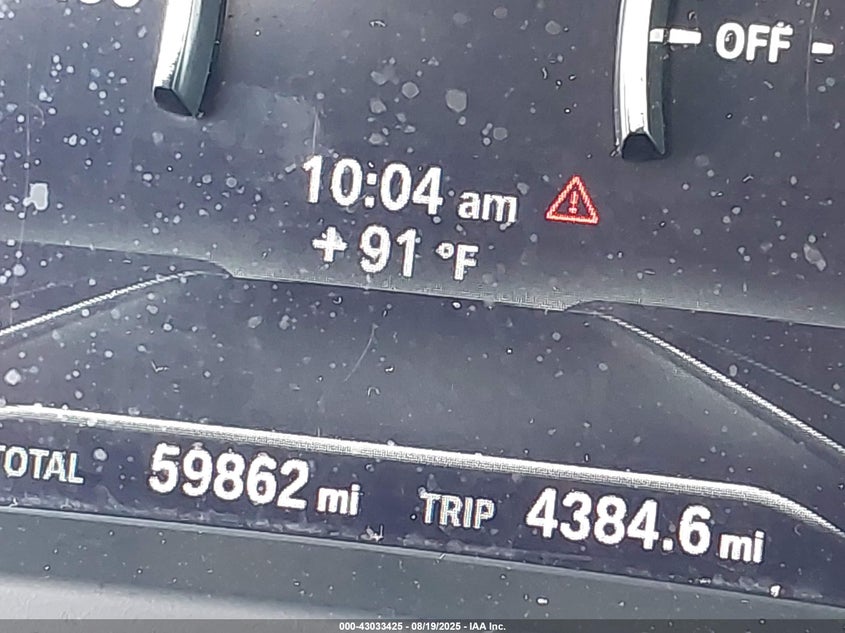 OFF
10:04 am
+91 °F
TOTAL 59862 mi TRIP 4384.6 mi
000-43033425 - 08/19/2025 - IAA Inc.